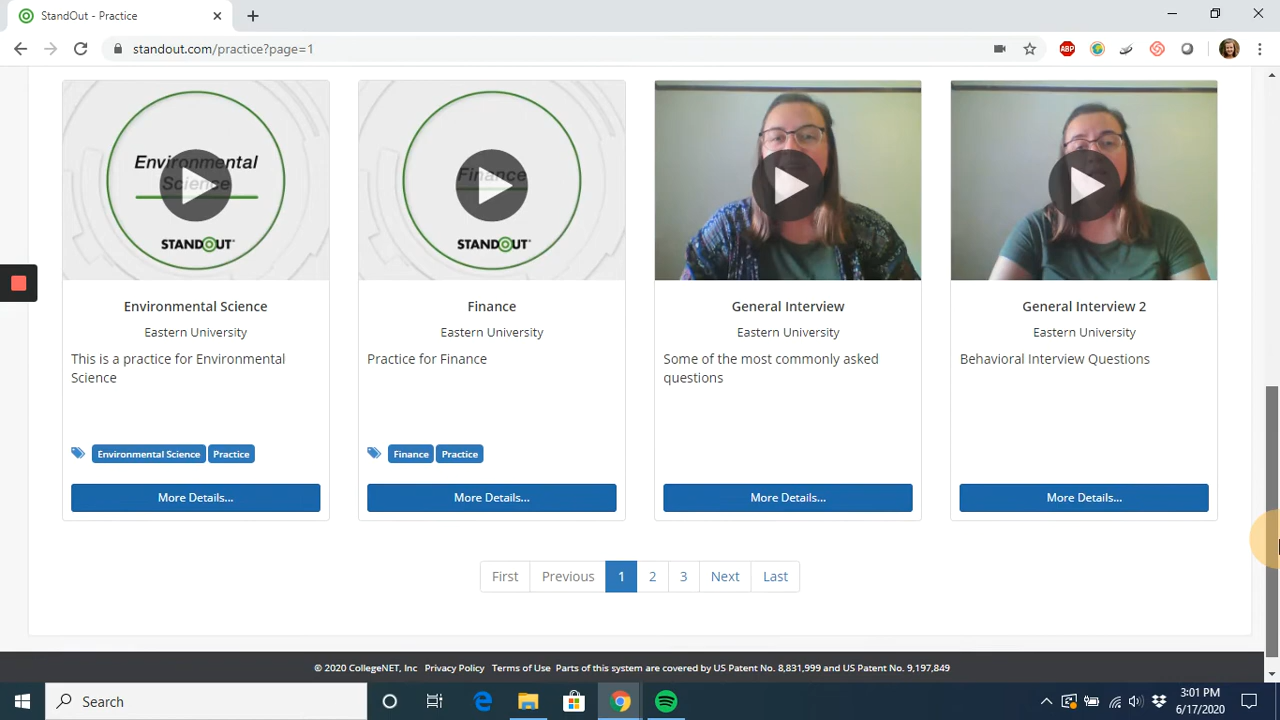 StandOut - Practice
standout.com/practice?page=1
ABP
Environmental Science
STANDOUT
Finance
STANDOUT
Environmental Science
Eastern University
This is a practice for Environmental
Science
Environmental Science Practice
More Details...
Finance
Eastern University
Practice for Finance
Finance Practice
More Details...
General Interview
Eastern University
Some of the most commonly asked
questions
More Details...
General Interview 2
Eastern University
Behavioral Interview Questions
More Details...
First Previous 1 2 3 Next Last
© 2020 CollegeNET, Inc Privacy Policy Terms of Use Parts of this system are covered by US Patent No. 8,831,999 and US Patent No. 9,197,849
Search
3:01 PM
6/17/2020